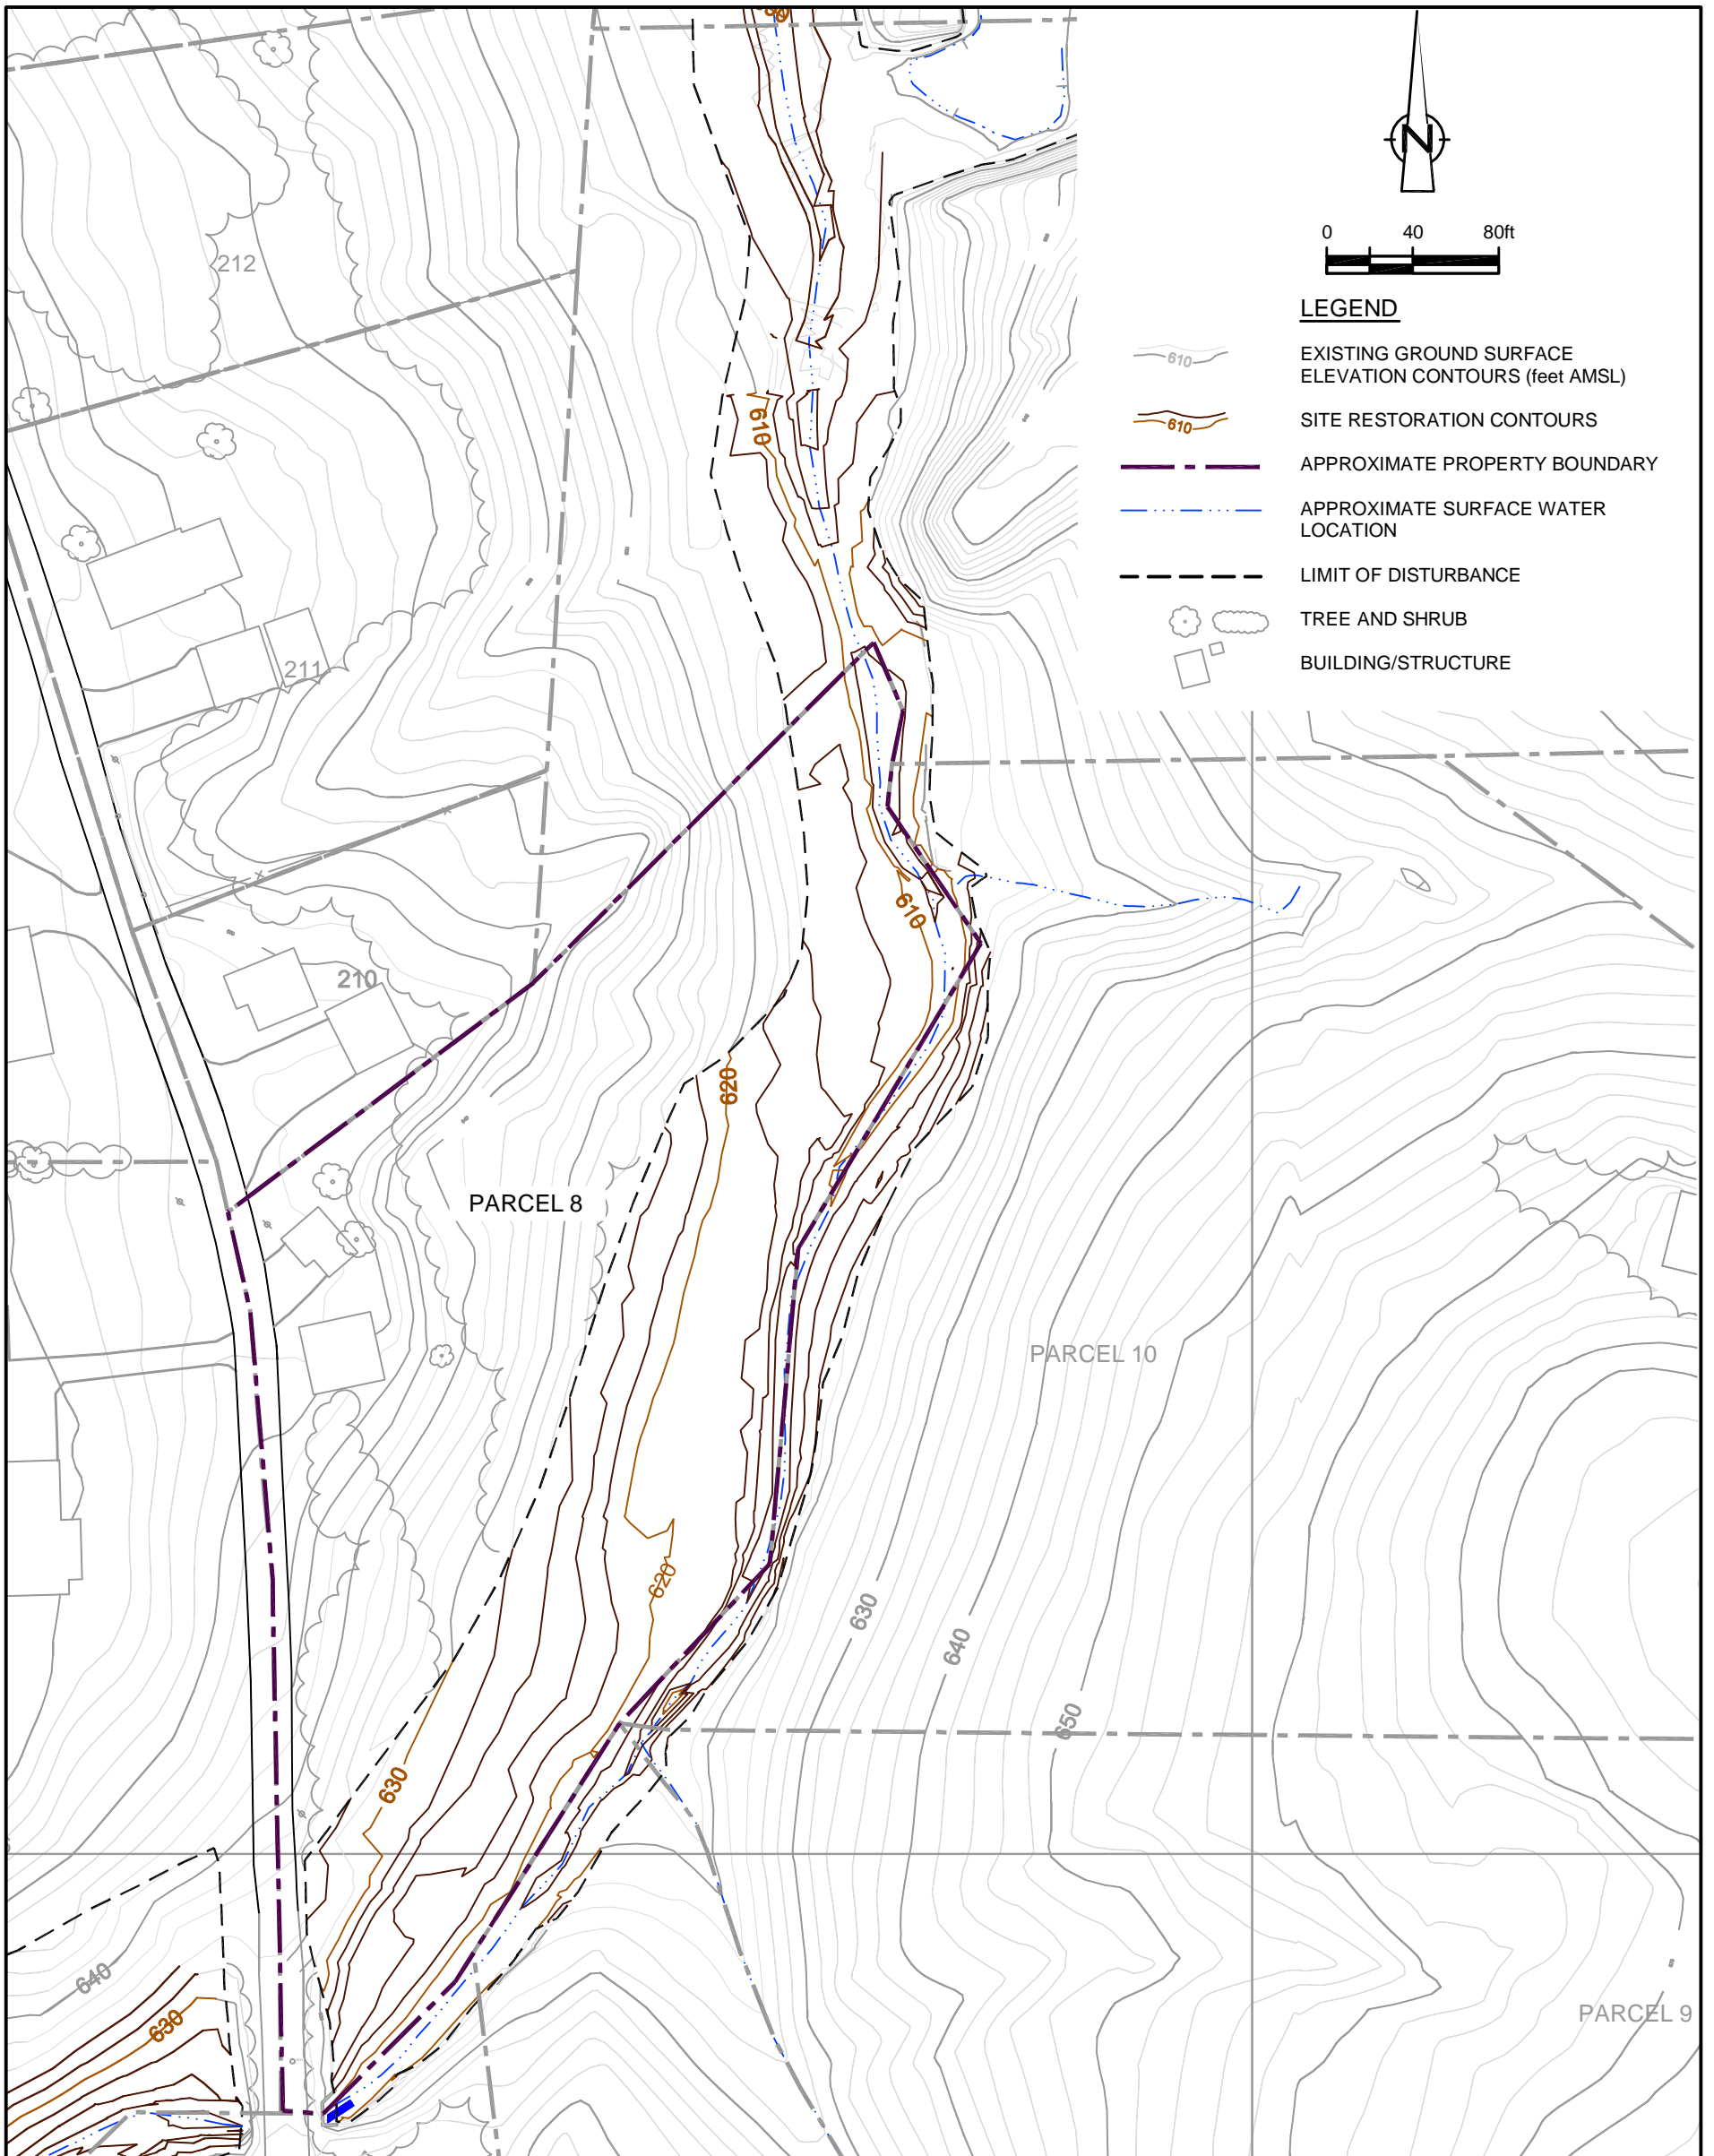 N
0 40 80ft
LEGEND
610
EXISTING GROUND SURFACE
ELEVATION CONTOURS (feet AMSL)
610
SITE RESTORATION CONTOURS
APPROXIMATE PROPERTY BOUNDARY
APPROXIMATE SURFACE WATER
LOCATION
LIMIT OF DISTURBANCE
TREE AND SHRUB
BUILDING/STRUCTURE
212
610
211
610
210
620
PARCEL 8
PARCEL 10
620
630
640
650
630
640
630
PARCEL 9